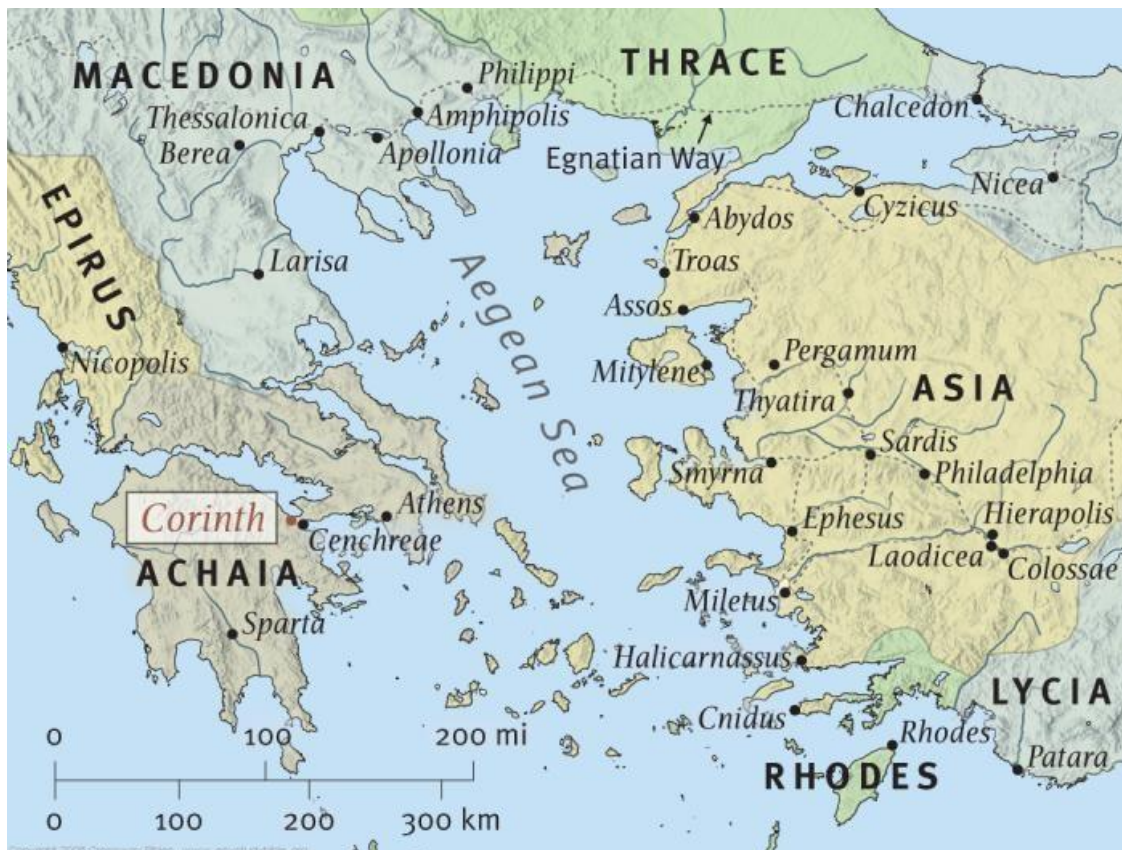 MACEDONIA
THRACE
Philippi
Chalcedon
Thessalonica
Amphipolis
Berea
Apollonia
Egnatian Way
Nicea
EPIRUS
Cyzicus
Abydos
Larisa
Troas
Aegean Sea
Assos
Nicopolis
Mitylene
Pergamum
ASIA
Thyatira
Sardis
Smyrna
Philadelphia
Corinth
Athens
Cenchreae
Ephesus
Hierapolis
Laodicea
Colossae
ACHAIA
Miletus
Sparta
Halicarnassus
LYCIA
Cnidus
Rhodes
RHODES
Patara
0 100 200 mi
0 100 200 300 km